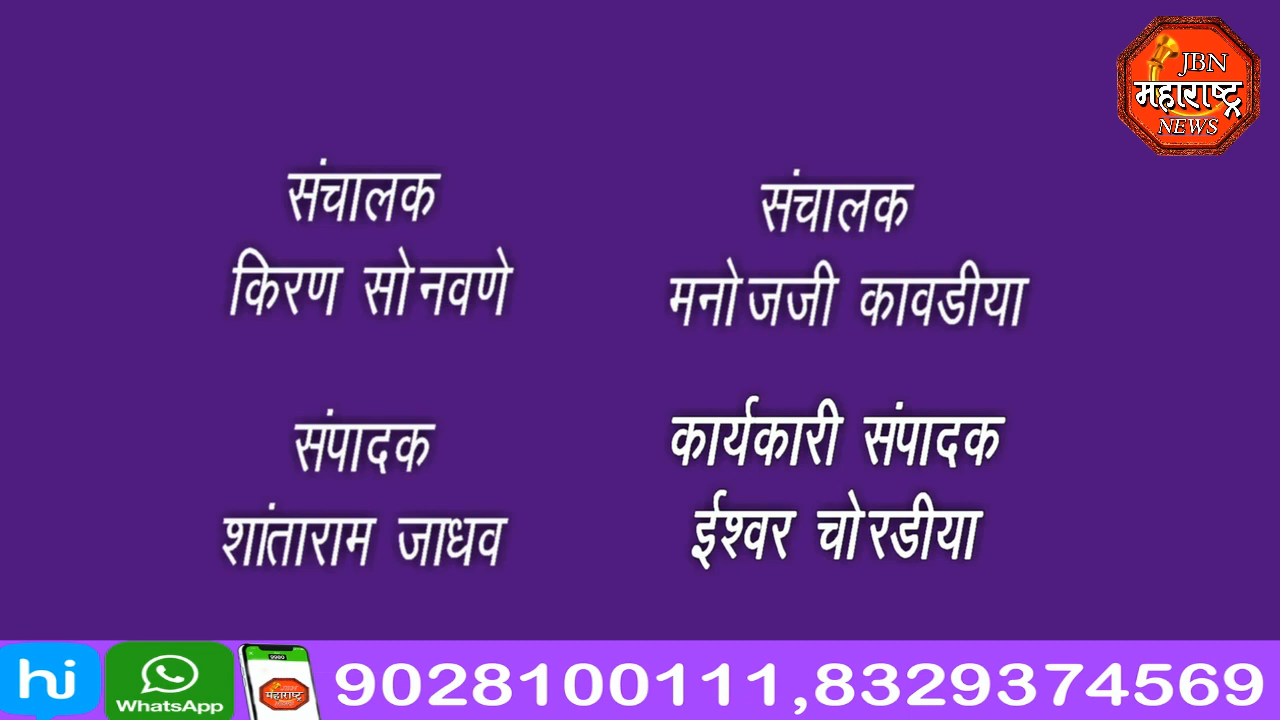 JBN
महाराष्ट्र
NEWS
संचालक
किरण सोनवणे
संचालक
मनोजजी कावडीया
संपादक
शांताराम जाधव
कार्यकारी संपादक
ईश्वर चोरडीया
hi
WhatsApp
महाराष्ट्र
9028100111,8329374569